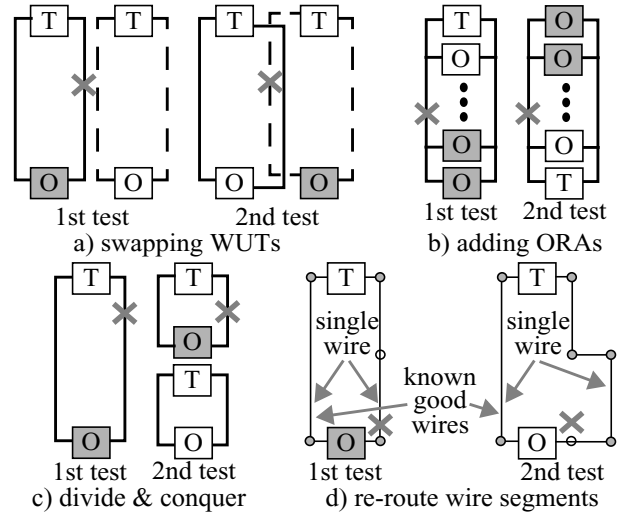 T T T T
O O O O
1st test 2nd test
a) swapping WUTs
T O
O O
O O
O T
1st test 2nd test
b) adding ORAs
T T
O
T
O O
1st test 2nd test
c) divide & conquer
T T
single single
wire wire
known
good
wires
O O
1st test 2nd test
d) re-route wire segments